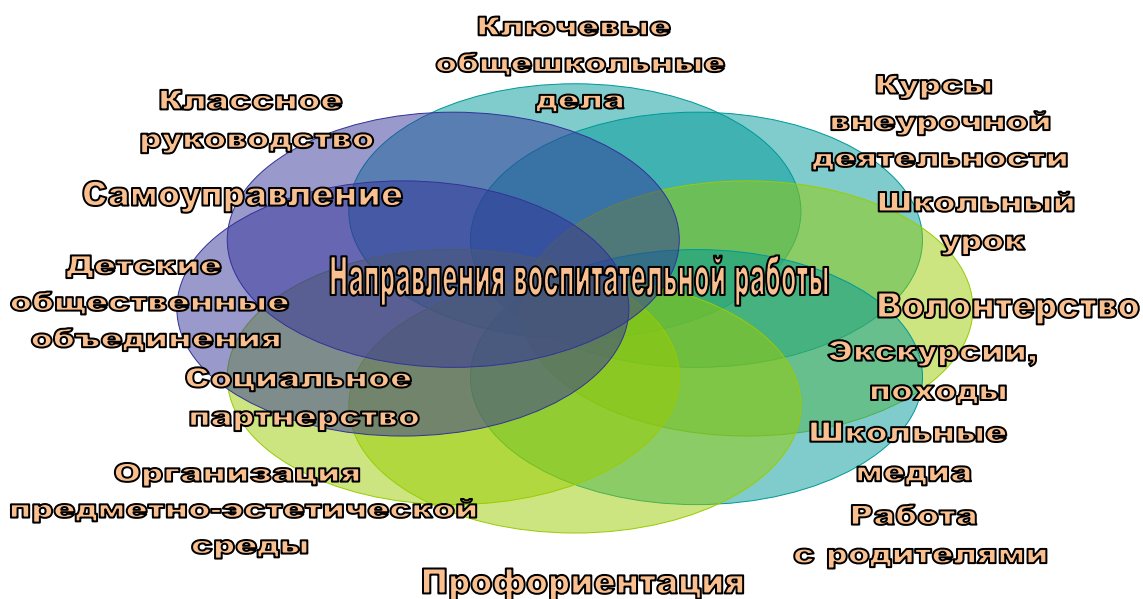 Ключевые
общешкольные
дела
Классное
руководство
Курсы
внеурочной
деятельности
Самоуправление
Школьный
урок
Детские
общественные
объединения
Направления воспитательной работы
Волонтерство
Экскурсии,
походы
Социальное
партнерство
Школьные
медиа
Организация
предметно-эстетической
среды
Работа
с родителями
Профориентация